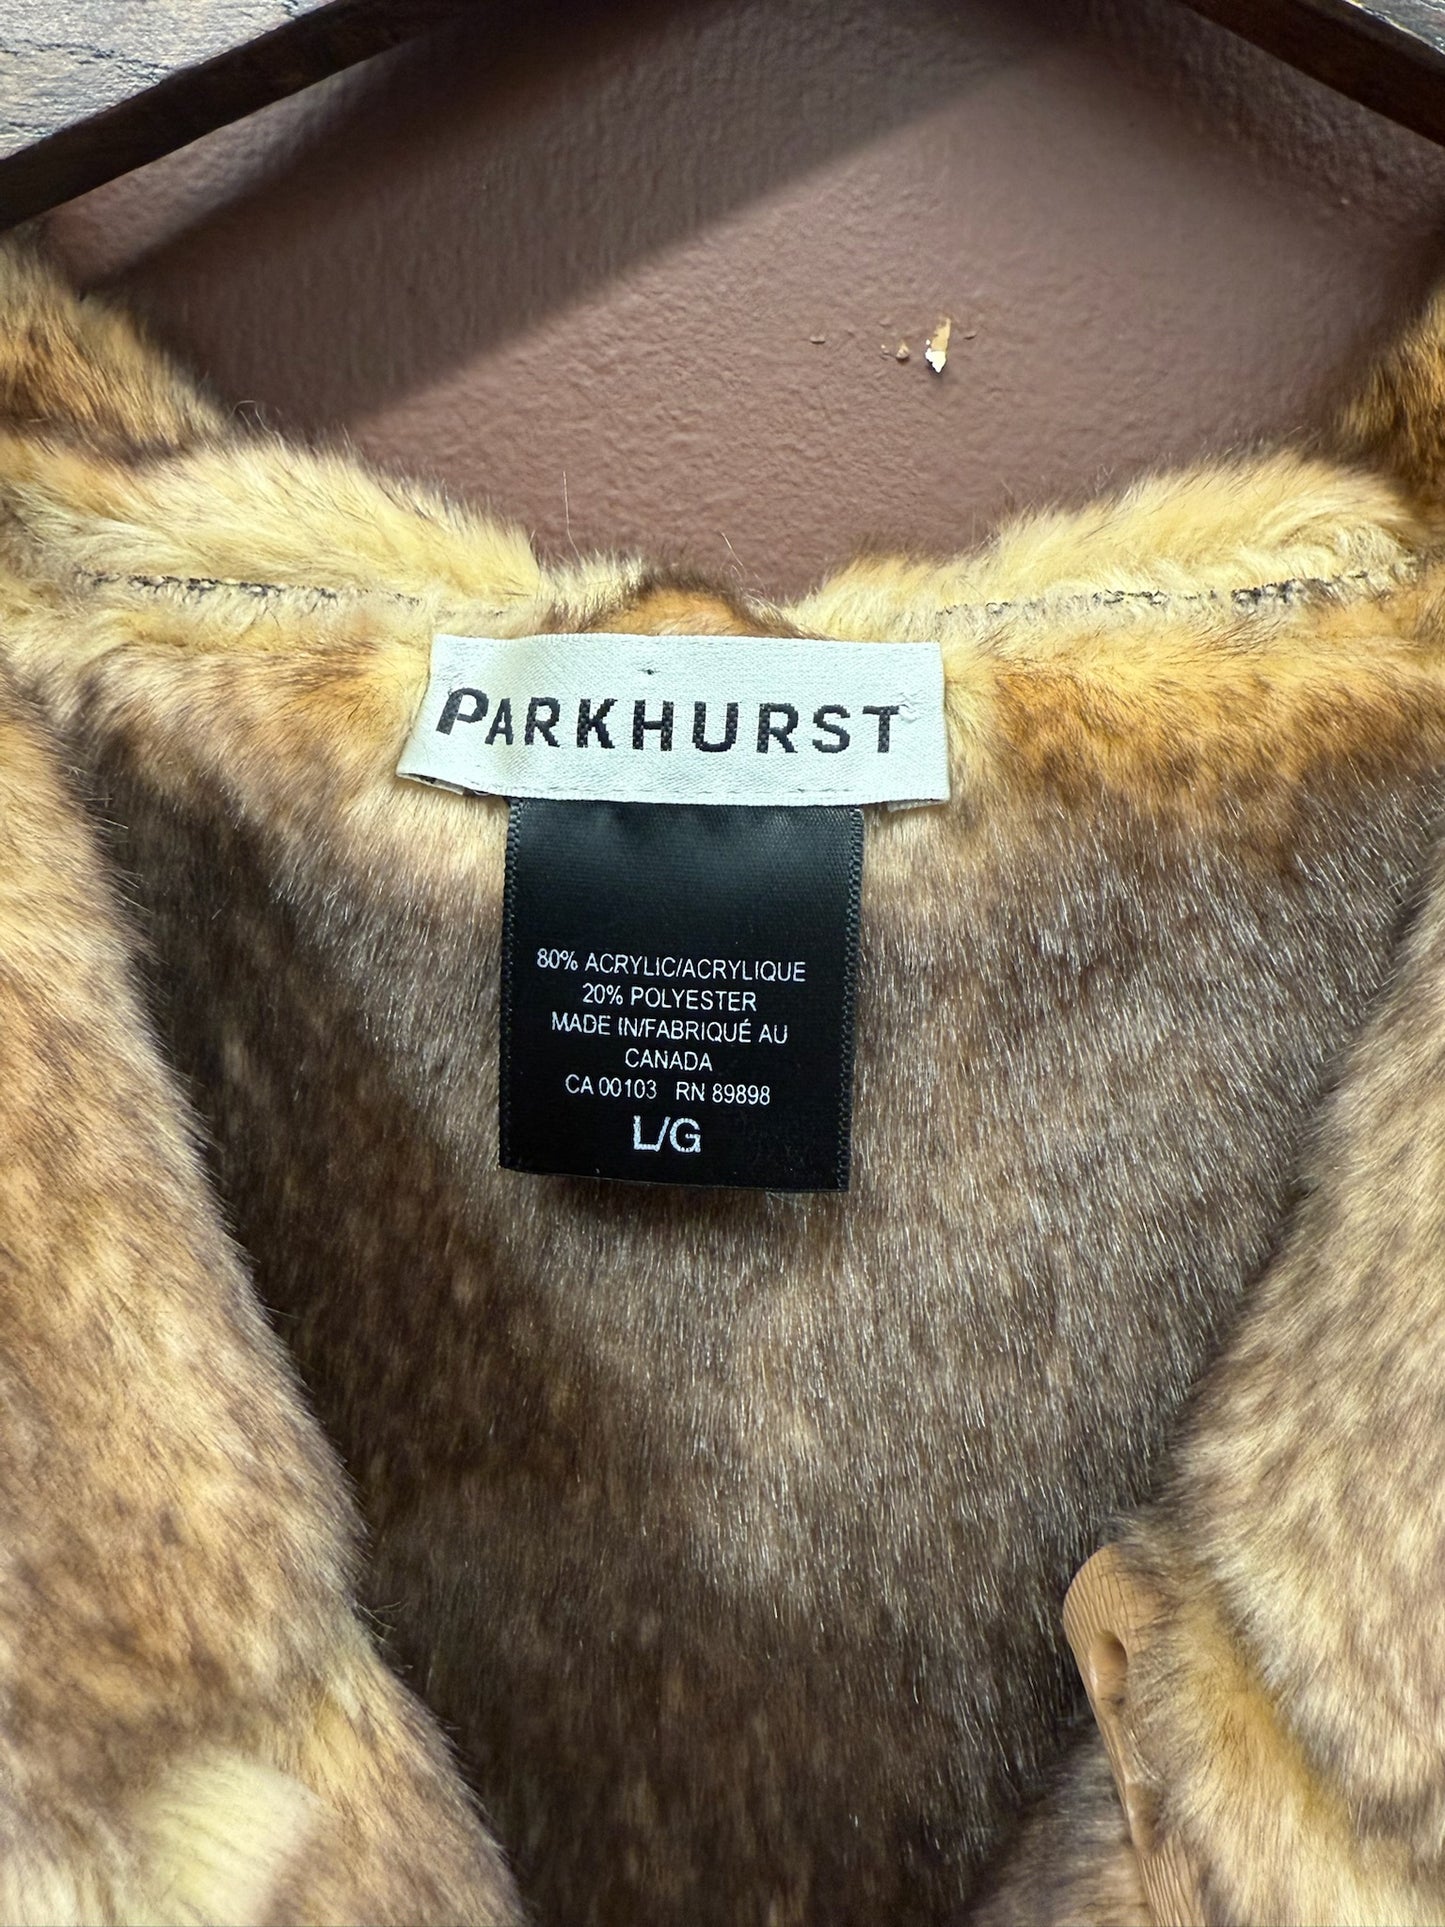 PARKHURST
80% ACRYLIC/ACRYLIQUE
20% POLYESTER
MADE IN/FABRIQUÉ AU
CANADA
CA 00103 RN 89898
L/G